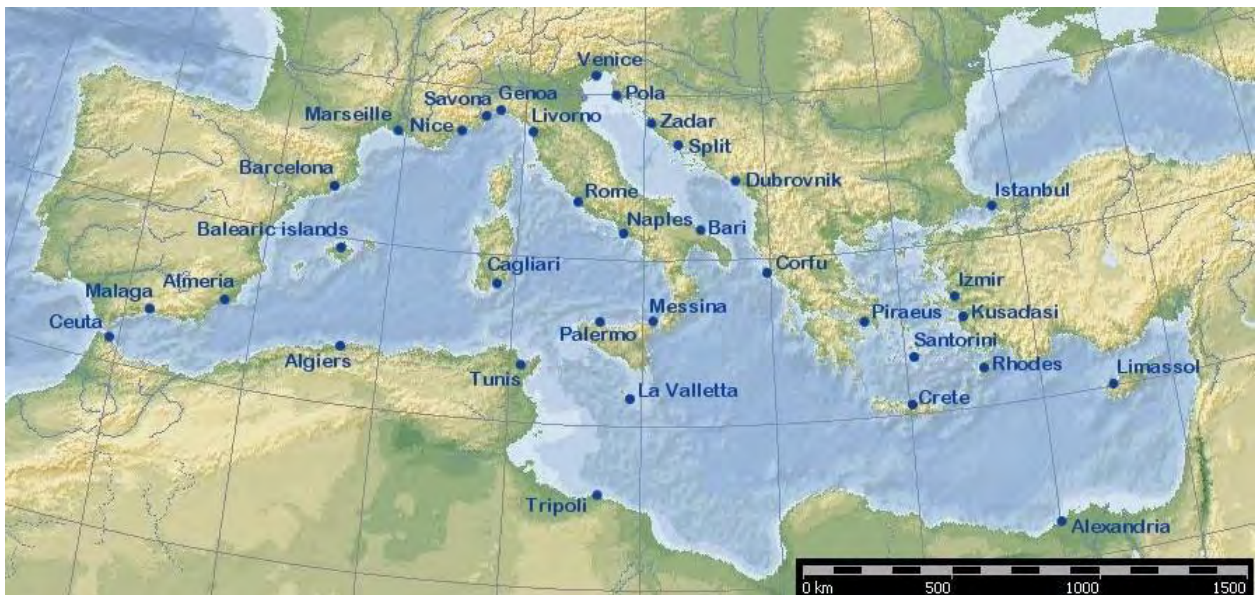 Venice
Savona Genoa Pola
Marseille Nice Livorno Zadar
Split
Barcelona Dubrovnik
Rome Istanbul
Balearic islands Naples Bari
Almeria Cagliari Corfu
Malaga Izmir
Ceuta Messina Piraeus Kusadasi
Palermo Santorini
Algiers Rhodes Limassol
Tunis
La Valletta Crete
Tripoli
Alexandria
0 km 500 1000 1500